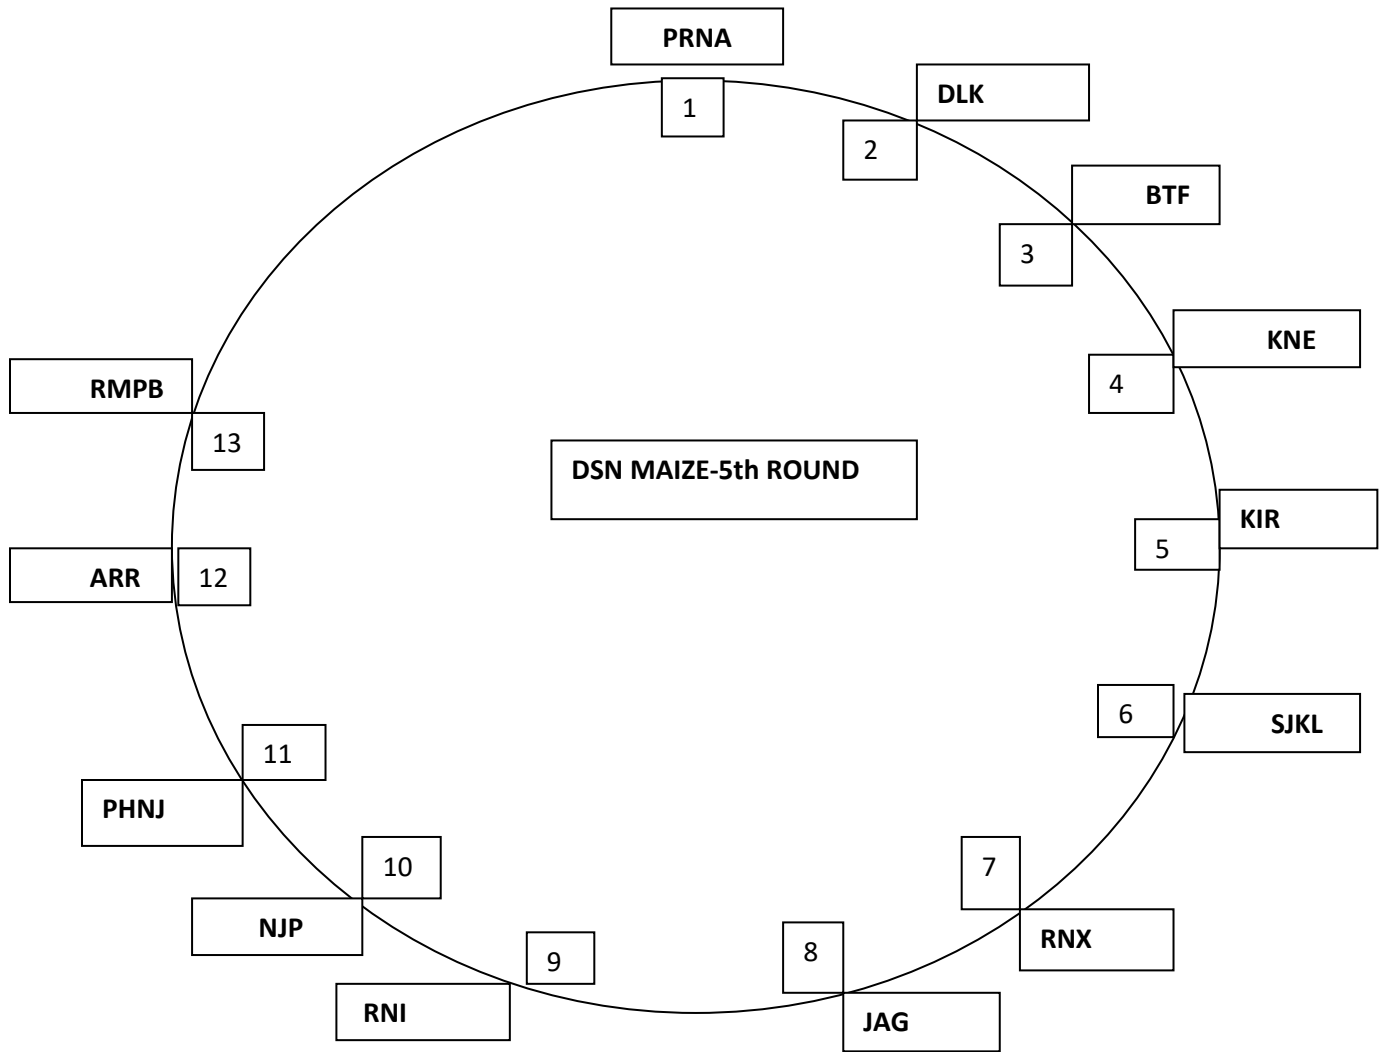 PRNA
1
DLK
2
BTF
3
KNE
4
KIR
5
SJKL
6
RNX
7
JAG
8
RNI
9
NJP
10
PHNJ
11
ARR
12
RMPB
13
DSN MAIZE-5th ROUND